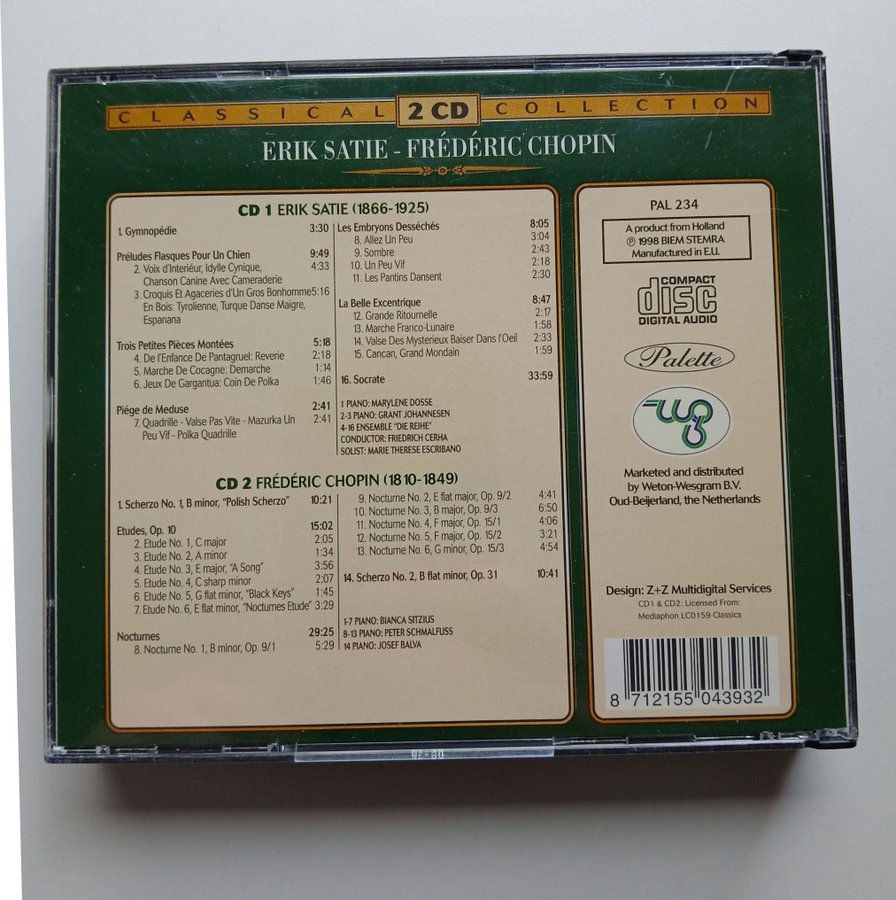 CLASSICAL 2 CD COLLECTION
ERIK SATIE - FRÉDÉRIC CHOPIN
CD 1 ERIK SATIE (1866-1925)
1. Gymnopédie 3:30
Préludes Flasques Pour Un Chien 9:49
2. Voix d'Interiéur, Idylle Cynique, 4:33
Chanson Canine Avec Cameraderie
3. Croquis Et Agaceries d'Un Gros Bonhomme 5:16
En Bois: Tyrolienne, Turque Danse Maigre,
Espanana
Trois Petites Pièces Montées 5:18
4. De l'Enfance De Pantagruel: Reverie 2:18
5. Marche De Cocagne: Demarche 1:14
6. Jeux De Gargantua: Coin De Polka 1:46
Piége de Meduse 2:41
7. Quadrille - Valse Pas Vite - Mazurka Un 2:41
Peu Vif - Polka Quadrille
Les Embryons Desséchés 8:05
8. Allez Un Peu 3:04
9. Sombre 2:43
10. Un Peu Vif 2:18
11. Les Pantins Dansent 2:30
La Belle Excentrique 8:47
12. Grande Ritournelle 2:17
13. Marche Franco-Lunaire 1:58
14. Valse Des Mysterieux Baiser Dans l'Oeil 2:33
15. Cancan, Grand Mondain 1:59
16. Socrate 33:59
1 PIANO: MARYLENE DOSSE
2-3 PIANO: GRANT JOHANNESEN
4-16 ENSEMBLE "DIE REIHE"
CONDUCTOR: FRIEDRICH CERHA
SOLIST: MARIE THERESE ESCRIBANO
CD 2 FRÉDÉRIC CHOPIN (1810-1849)
1. Scherzo No. 1, B minor, "Polish Scherzo" 10:21
Etudes, Op. 10 15:02
2. Etude No. 1, C major 2:05
3. Etude No. 2, A minor 1:34
4. Etude No. 3, E major, "A Song" 3:56
5. Etude No. 4, C sharp minor 2:07
6. Etude No. 5, G flat minor, "Black Keys" 1:45
7. Etude No. 6, E flat minor, "Nocturnes Etude" 3:29
Nocturnes 29:25
8. Nocturne No. 1, B minor, Op. 9/1 5:29
9. Nocturne No. 2, E flat major, Op. 9/2 4:41
10. Nocturne No. 3, B major, Op. 9/3 6:50
11. Nocturne No. 4, F major, Op. 15/1 4:06
12. Nocturne No. 5, F major, Op. 15/2 3:21
13. Nocturne No. 6, G minor, Op. 15/3 4:54
14. Scherzo No. 2, B flat minor, Op. 31 10:41
1-7 PIANO: BIANCA SITZIUS
8-13 PIANO: PETER SCHMALFUSS
14 PIANO: JOSEF BALVA
PAL 234
A product from Holland
℗ 1998 BIEM STEMRA
Manufactured in E.U.
COMPACT
disc
DIGITAL AUDIO
Palette
Marketed and distributed
by Weton-Wesgram B.V.
Oud-Beijerland, the Netherlands
Design: Z+Z Multidigital Services
CD1 & CD2: Licensed From:
Mediaphon LC0159 Classics
8 712155 043932